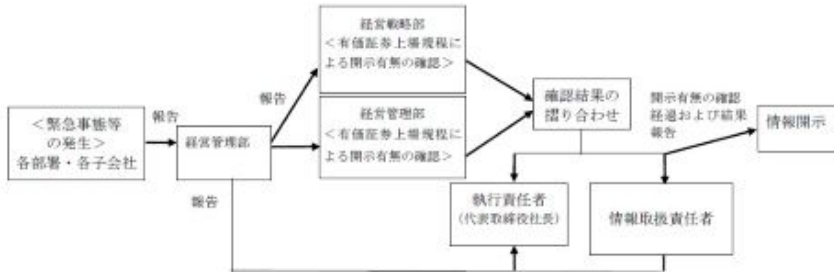 ＜緊急事態等
の発生＞
各部署・各子会社
報告
経営管理部
報告
報告
経営戦略部
＜有価証券上場規程に
よる開示有無の確認＞
経営管理部
＜有価証券上場規程に
よる開示有無の確認＞
確認結果の
摺り合わせ
開示有無の確認
経過および結果
報告
情報開示
執行責任者
(代表取締役社長)
情報取扱責任者